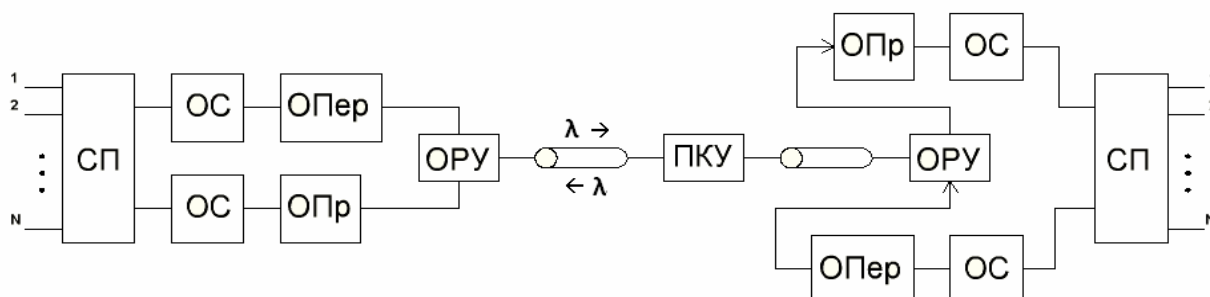 ОПр ОС
1
2
N
СП
ОС ОПер
ОРУ
λ →
← λ
ПКУ
ОРУ
СП
ОС ОПр
N
ОПер ОС